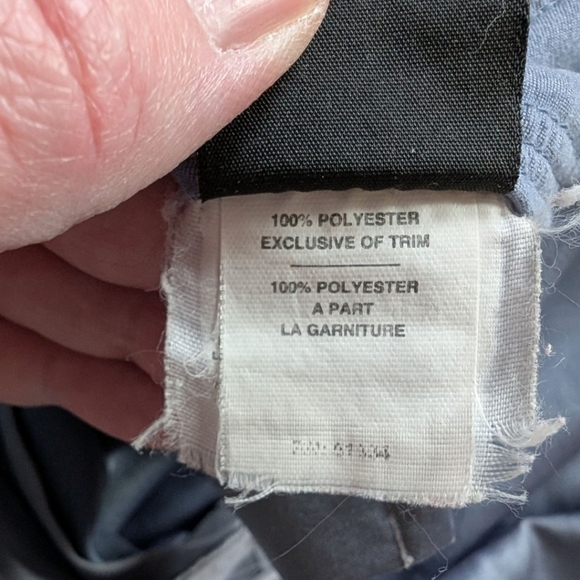 100% POLYESTER
EXCLUSIVE OF TRIM
100% POLYESTER
A PART
LA GARNITURE